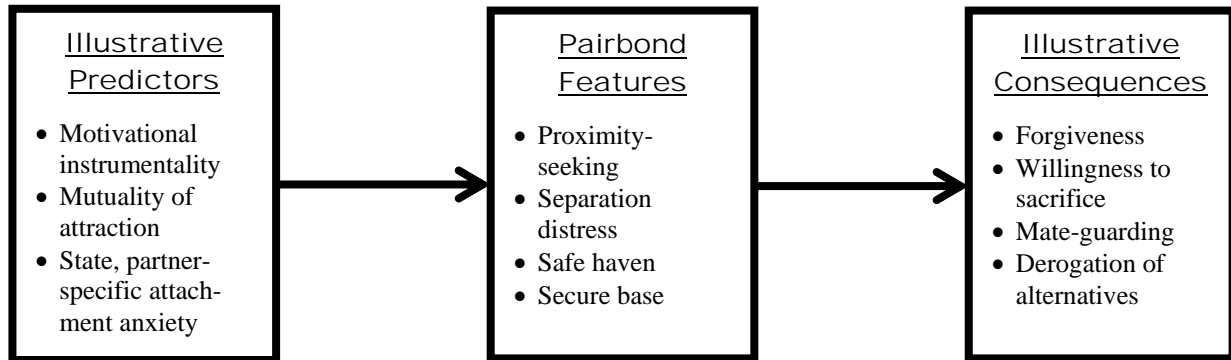 Illustrative
Predictors
• Motivational
instrumentality
• Mutuality of
attraction
• State, partner-
specific attach-
ment anxiety
Pairbond
Features
• Proximity-
seeking
• Separation
distress
• Safe haven
• Secure base
Illustrative
Consequences
• Forgiveness
• Willingness to
sacrifice
• Mate-guarding
• Derogation of
alternatives